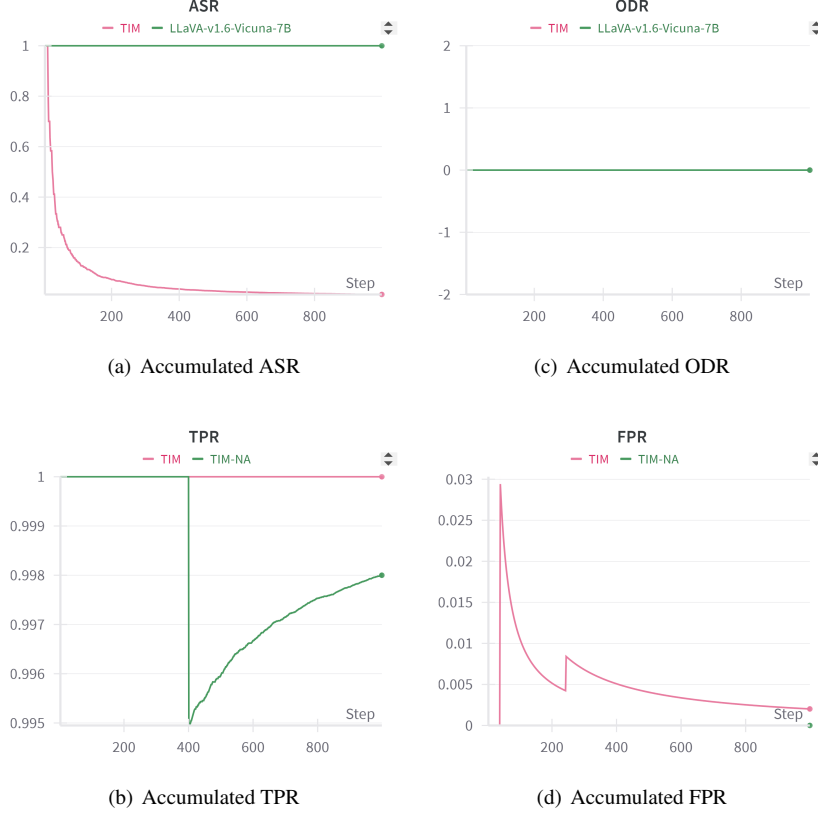 ASR
TIM LLaVA-v1.6-Vicuna-7B
1
0.8
0.6
0.4
0.2
Step
200 400 600 800
(a) Accumulated ASR
ODR
TIM LLaVA-v1.6-Vicuna-7B
2
1
0
-1
-2
Step
200 400 600 800
(c) Accumulated ODR
TPR
TIM TIM-NA
1
0.999
0.998
0.997
0.996
0.995
Step
200 400 600 800
(b) Accumulated TPR
FPR
TIM TIM-NA
0.03
0.025
0.02
0.015
0.01
0.005
0
Step
200 400 600 800
(d) Accumulated FPR